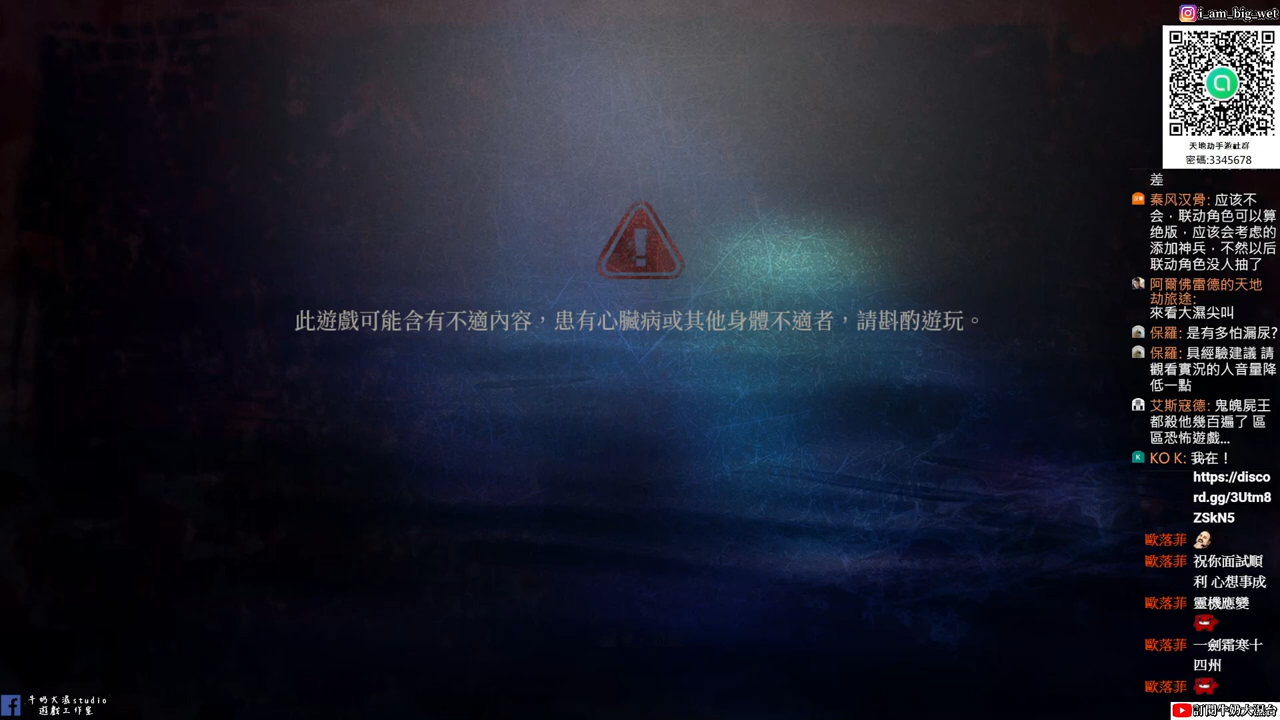 i_am_big_wet
天地劫手遊社群
密碼:3345678
差
秦风汉骨: 应该不
会，联动角色可以算
绝版，应该会考虑的
添加神兵，不然以后
联动角色没人抽了
阿爾佛雷德的天地
劫旅途:
來看大濕尖叫
保羅: 是有多怕漏尿?
保羅: 具經驗建議 請
觀看實況的人音量降
低一點
艾斯寇德: 鬼魄屍王
都殺他幾百遍了 區
區恐怖遊戲...
KO K: 我在！
https://disco
rd.gg/3Utm8
ZSkN5
歐落菲
歐落菲 祝你面試順
利 心想事成
歐落菲 靈機應變
歐落菲 一劍霜寒十
四州
歐落菲
訂閱牛奶大濕台
此遊戲可能含有不適內容，患有心臟病或其他身體不適者，請斟酌遊玩。
牛奶大濕studio
遊戲工作室